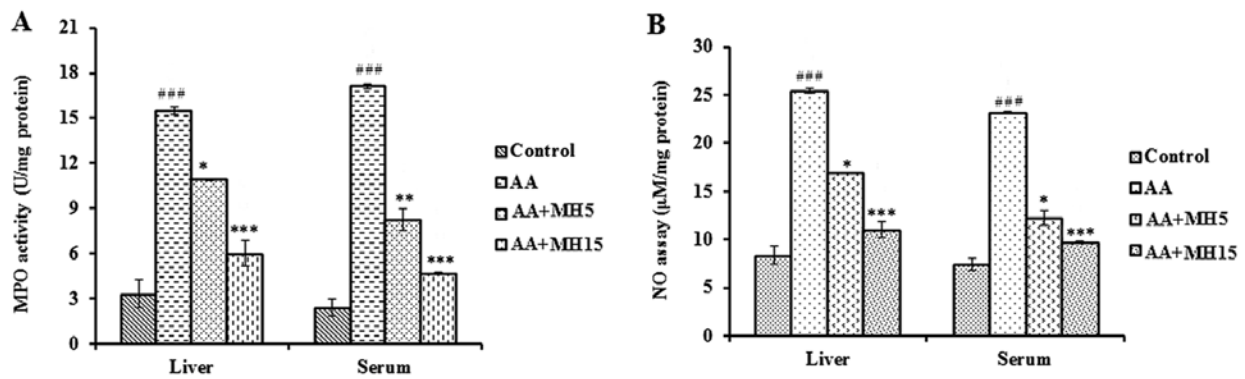 A
MPO activity (U/mg protein)
21
18
15
12
9
6
3
0
###
*
***
###
**
***
Liver
Serum
Control
AA
AA+MH5
AA+MH15
B
NO assay (µM/mg protein)
30
25
20
15
10
5
0
###
*
***
###
*
***
Liver
Serum
Control
AA
AA+MH5
AA+MH15